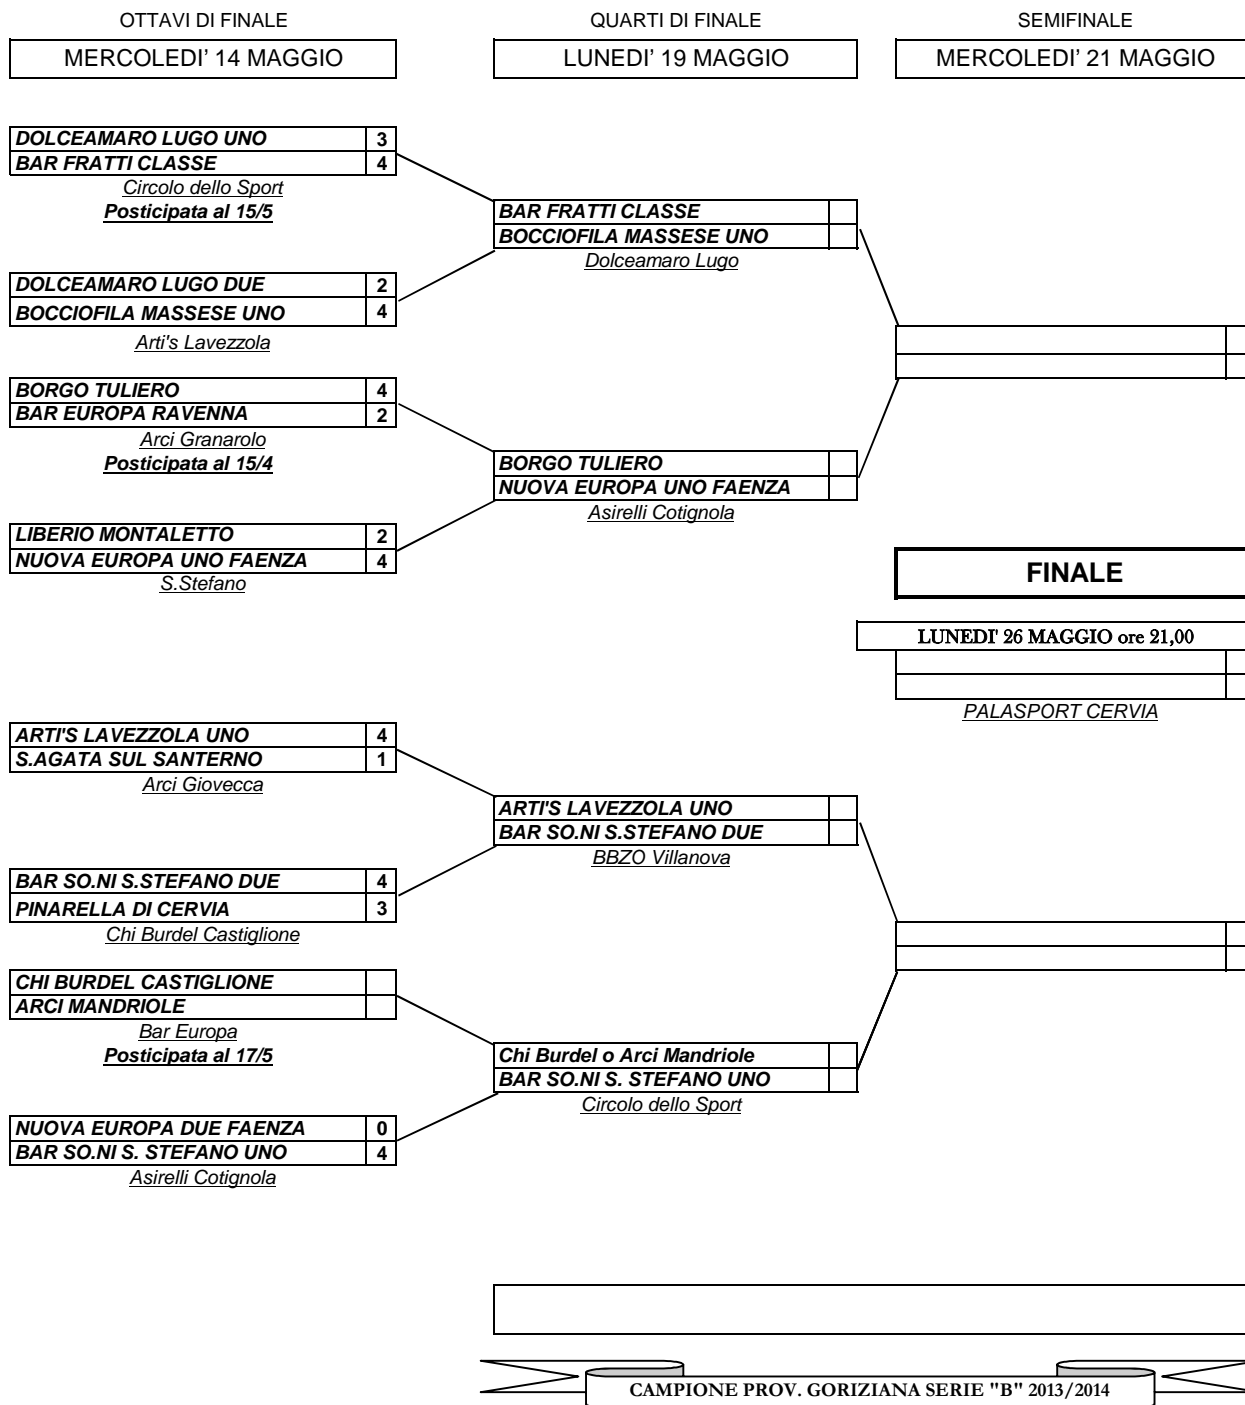 OTTAVI DI FINALE
QUARTI DI FINALE
SEMIFINALE
MERCOLEDI' 14 MAGGIO
LUNEDI' 19 MAGGIO
MERCOLEDI' 21 MAGGIO
DOLCEAMARO LUGO UNO 3
BAR FRATTI CLASSE 4
Circolo dello Sport
Posticipata al 15/5
BAR FRATTI CLASSE
BOCCIOFILA MASSESE UNO
Dolceamaro Lugo
DOLCEAMARO LUGO DUE 2
BOCCIOFILA MASSESE UNO 4
Arti's Lavezzola
BORGO TULIERO 4
BAR EUROPA RAVENNA 2
Arci Granarolo
Posticipata al 15/4
BORGO TULIERO
NUOVA EUROPA UNO FAENZA
Asirelli Cotignola
LIBERIO MONTALETTO 2
NUOVA EUROPA UNO FAENZA 4
S.Stefano
FINALE
LUNEDI' 26 MAGGIO ore 21,00
PALASPORT CERVIA
ARTI'S LAVEZZOLA UNO 4
S.AGATA SUL SANTERNO 1
Arci Giovecca
ARTI'S LAVEZZOLA UNO
BAR SO.NI S.STEFANO DUE
BBZO Villanova
BAR SO.NI S.STEFANO DUE 4
PINARELLA DI CERVIA 3
Chi Burdel Castiglione
CHI BURDEL CASTIGLIONE
ARCI MANDRIOLE
Bar Europa
Posticipata al 17/5
Chi Burdel o Arci Mandriole
BAR SO.NI S. STEFANO UNO
Circolo dello Sport
NUOVA EUROPA DUE FAENZA 0
BAR SO.NI S. STEFANO UNO 4
Asirelli Cotignola
CAMPIONE PROV. GORIZIANA SERIE "B" 2013/2014